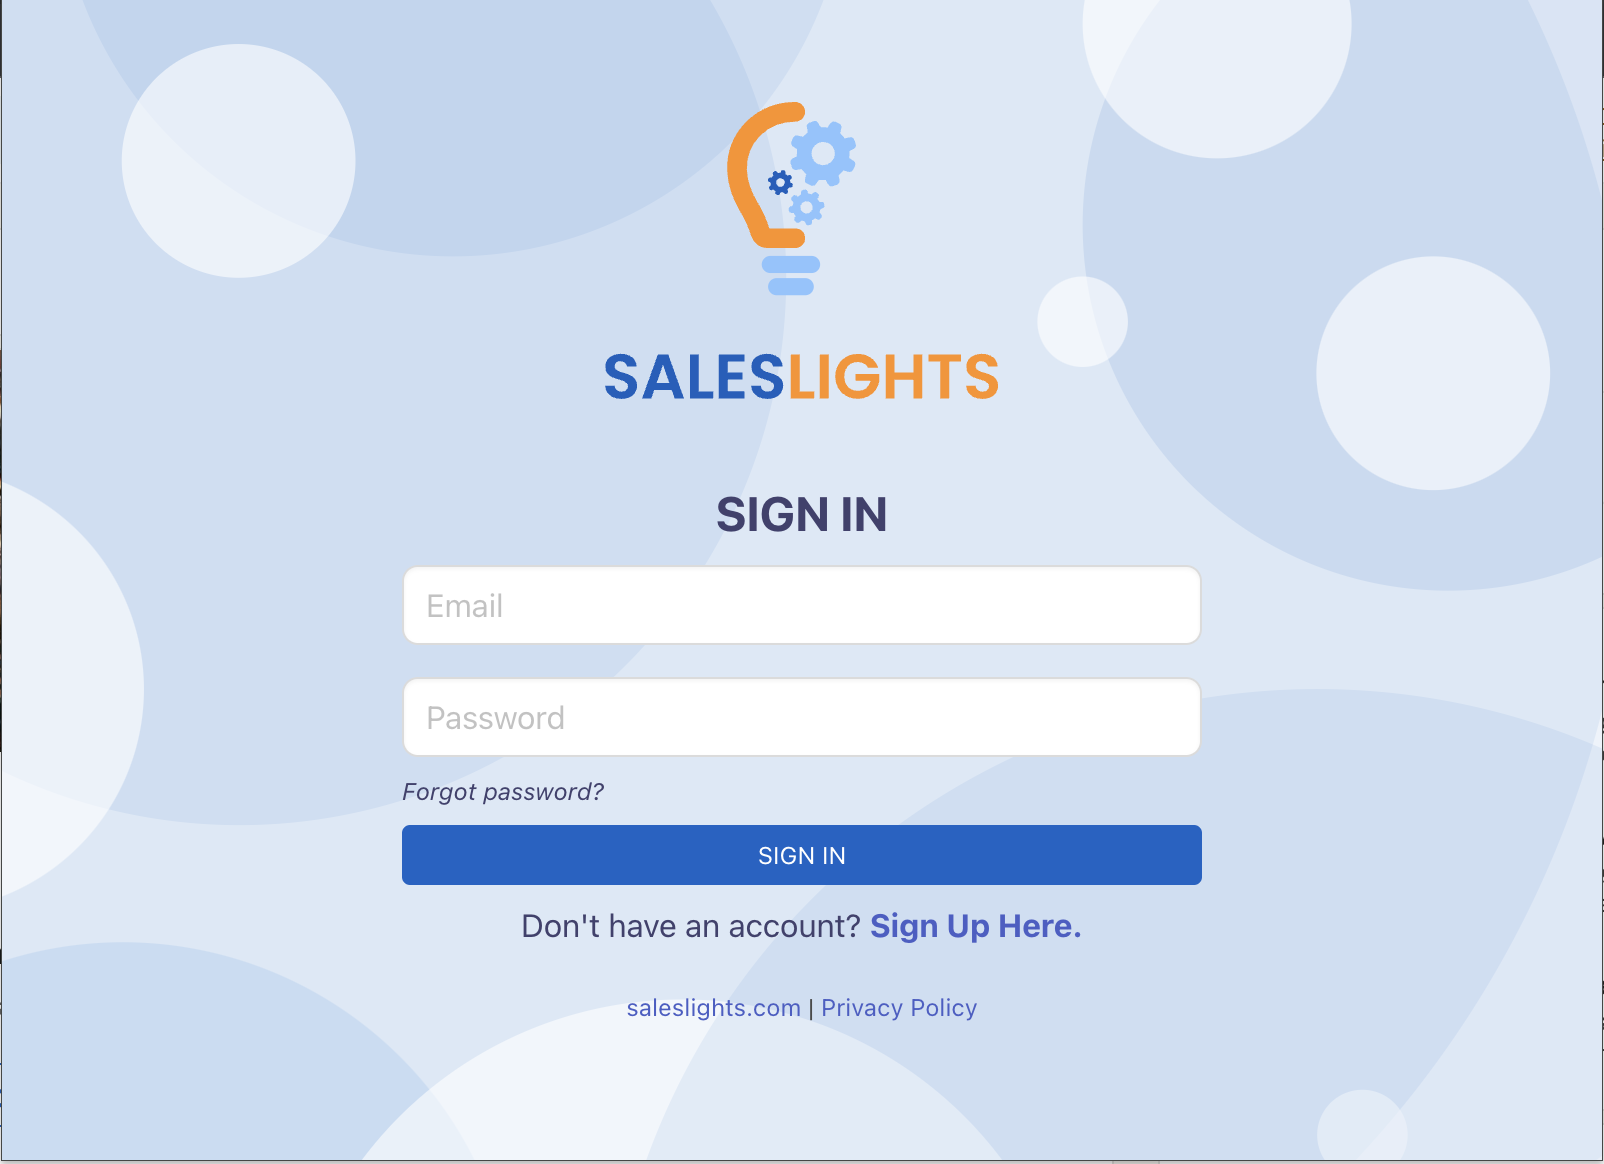 SALESLIGHTS
SIGN IN
Email
Password
Forgot password?
SIGN IN
Don't have an account? Sign Up Here.
saleslights.com | Privacy Policy